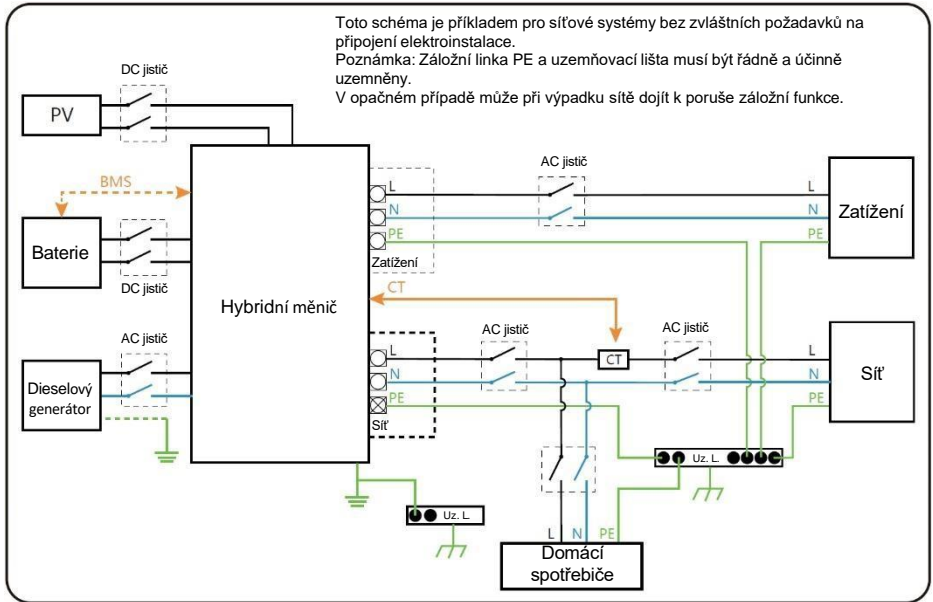 Toto schéma je příkladem pro síťové systémy bez zvláštních požadavků na
připojení elektroinstalace.
Poznámka: Záložní linka PE a uzemňovací lišta musí být řádně a účinně
uzemněny.
V opačném případě může při výpadku sítě dojít k poruše záložní funkce.
DC jistič
PV
BMS
Baterie
DC jistič
AC jistič
Dieselový
generátor
Hybridní měnič
L
N
PE
Zatížení
AC jistič
L
N
PE
Zatížení
CT
L
N
PE
Síť
AC jistič
CT
AC jistič
L
N
Síť
Uz. L.
Uz. L.
L N PE
Domácí
spotřebiče